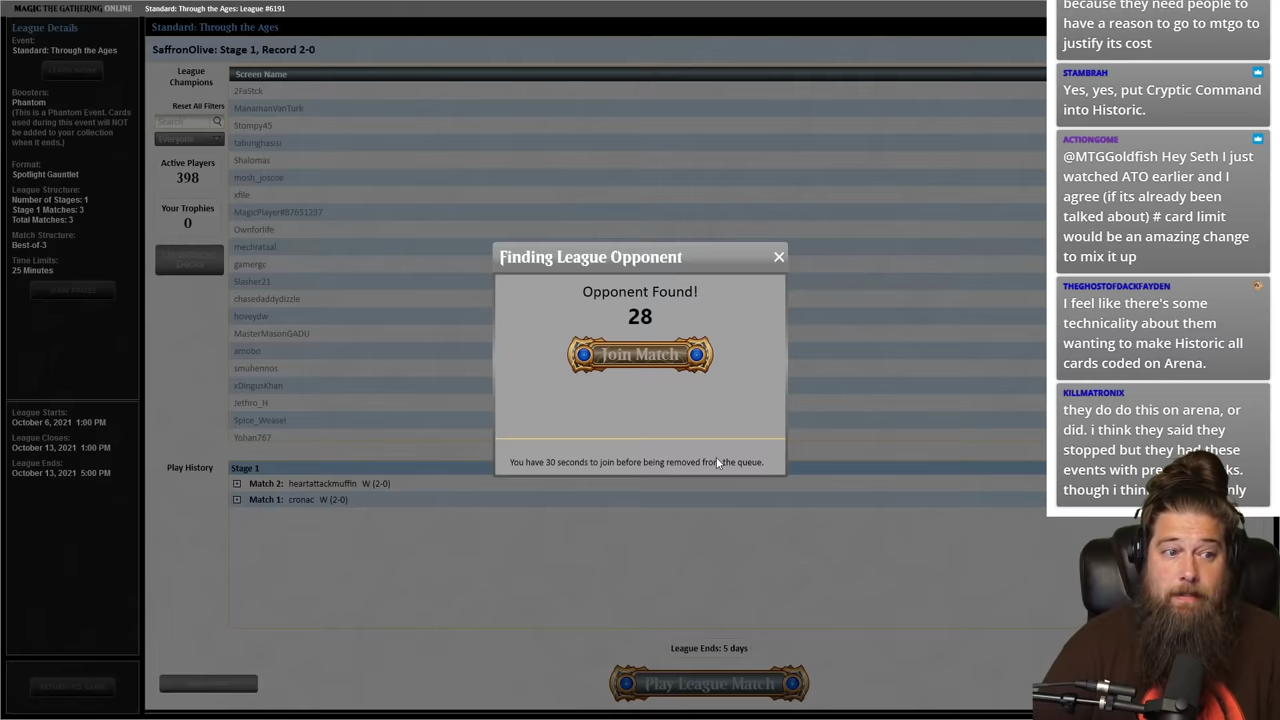 MAGIC THE GATHERING ONLINE
Standard: Through the Ages: League #6191
League Details
Event:
Standard: Through the Ages
LEARN MORE
Boosters:
Phantom
(This is a Phantom Event. Cards
used during this event will NOT
be added to your collection
when it ends.)
Format:
Spotlight Gauntlet
League Structure:
Number of Stages: 1
Stage 1 Matches: 3
Total Matches: 3
Match Structure:
Best-of-3
Time Limits:
25 Minutes
League Starts:
October 6, 2021 1:00 PM
League Closes:
October 13, 2021 1:00 PM
League Ends:
October 13, 2021 5:00 PM
Standard: Through the Ages
SaffronOlive: Stage 1, Record 2-0
League
Champions
Reset All Filters
Search
Everyone
Active Players
398
Your Trophies
0
Screen Name
2FaStck
ManamanVanTurk
Stompy45
tabunghasisi
Shalomas
mosh_joscoe
xfile
MagicPlayer#87651237
Ownforlife
mechrataal
gamergc
Slasher21
chasedaddydizzle
hoveydw
MasterMasonGADU
amobo
smuhennos
xDingusKhan
Jethro_H
Spice_Weasel
Yohan767
Play History
Stage 1
Match 2: heartattackmuffin W (2-0)
Match 1: cronac W (2-0)
Finding League Opponent
Opponent Found!
28
Join Match
You have 30 seconds to join before being removed from the queue.
League Ends: 5 days
Play League Match
because they need people to
have a reason to go to mtgo to
justify its cost
STAMBRAH
Yes, yes, put Cryptic Command
into Historic.
ACTIONGOME
@MTGGoldfish Hey Seth I just
watched ATO earlier and I
agree (if its already been
talked about) # card limit
would be an amazing change
to mix it up
THEGHOSTOFDACKFAYDEN
I feel like there's some
technicality about them
wanting to make Historic all
cards coded on Arena.
KILLMATRONIX
they do do this on arena, or
did. i think they said they
stopped but they had these
events with
though i